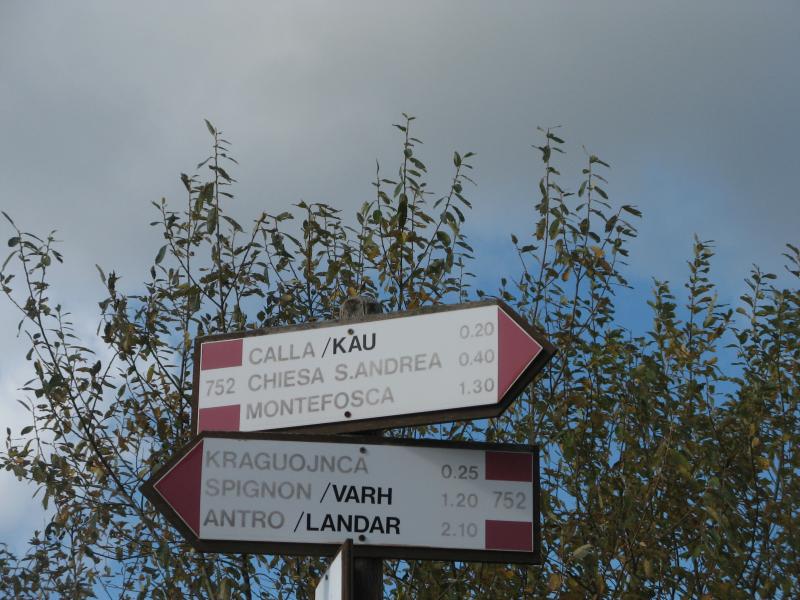 CALLA /KAU 0.20
752 CHIESA S.ANDREA 0.40
MONTEFOSCA 1.30
KRAGUOJNCA 0.25
SPIGNON /VARH 1.20 752
ANTRO /LANDAR 2.10